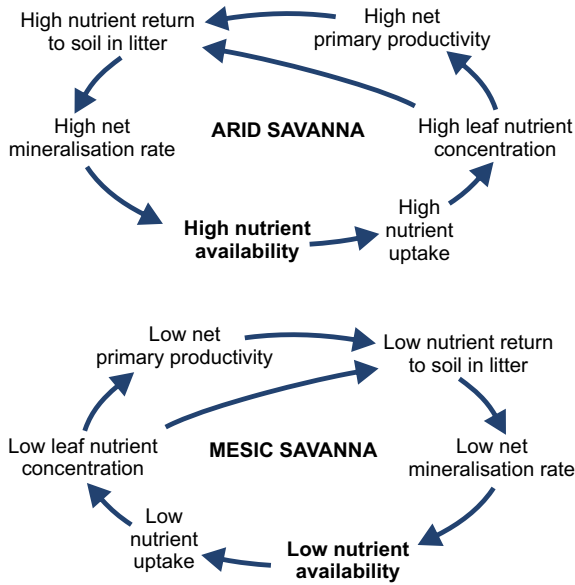 High nutrient return
to soil in litter
High net
primary productivity
High net
mineralisation rate
ARID SAVANNA
High leaf nutrient
concentration
High nutrient
availability
High
nutrient
uptake
Low net
primary productivity
Low nutrient return
to soil in litter
Low leaf nutrient
concentration
MESIC SAVANNA
Low net
mineralisation rate
Low
nutrient
uptake
Low nutrient
availability